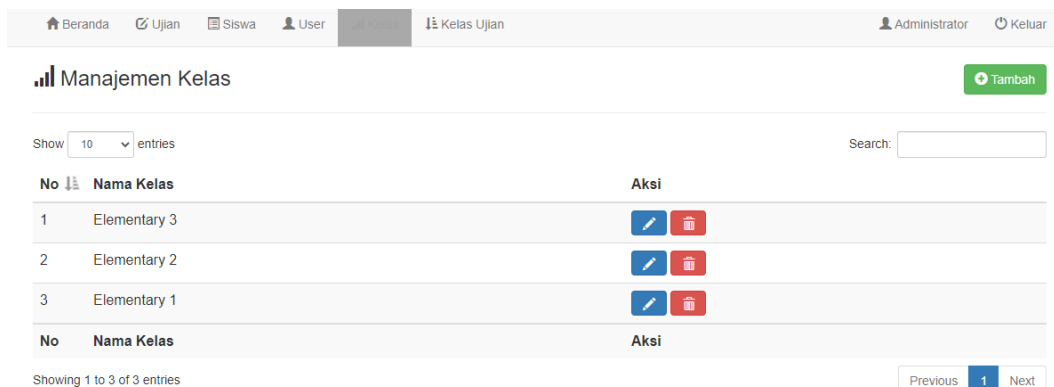 Beranda Ujian Siswa User Kelas Kelas Ujian Administrator Keluar
Manajemen Kelas Tambah
Show 10 entries Search:
No Nama Kelas Aksi
1 Elementary 3
2 Elementary 2
3 Elementary 1
No Nama Kelas Aksi
Showing 1 to 3 of 3 entries Previous 1 Next